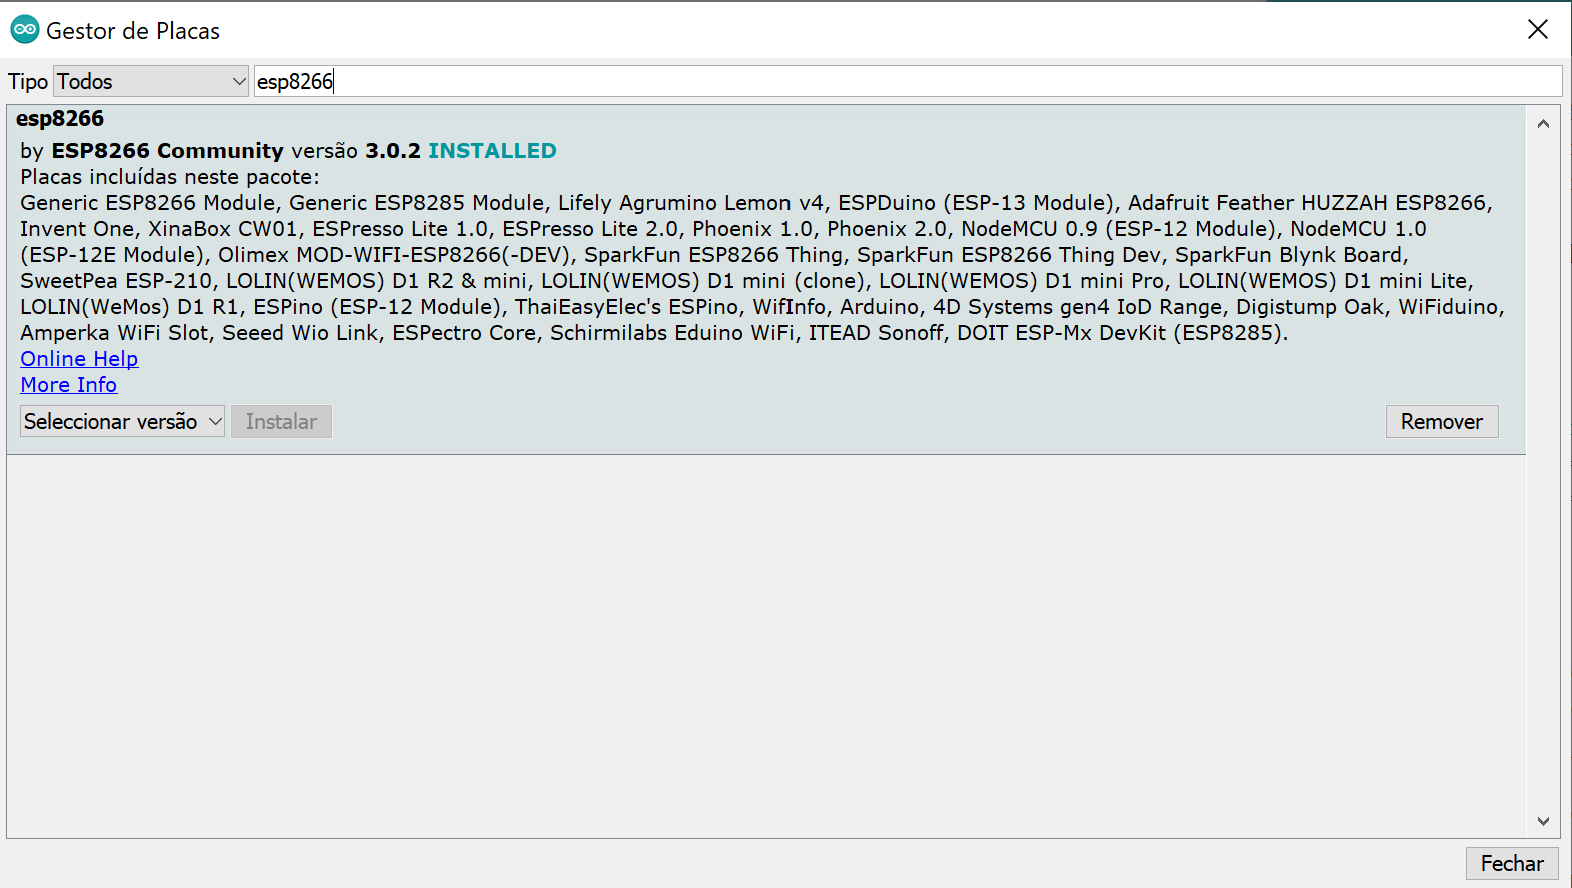 Gestor de Placas
Tipo Todos esp8266
esp8266
by ESP8266 Community versão 3.0.2 INSTALLED
Placas incluídas neste pacote:
Generic ESP8266 Module, Generic ESP8285 Module, Lifely Agrumino Lemon v4, ESPDuino (ESP-13 Module), Adafruit Feather HUZZAH ESP8266,
Invent One, XinaBox CW01, ESPresso Lite 1.0, ESPresso Lite 2.0, Phoenix 1.0, Phoenix 2.0, NodeMCU 0.9 (ESP-12 Module), NodeMCU 1.0
(ESP-12E Module), Olimex MOD-WIFI-ESP8266(-DEV), SparkFun ESP8266 Thing, SparkFun ESP8266 Thing Dev, SparkFun Blynk Board,
SweetPea ESP-210, LOLIN(WEMOS) D1 R2 & mini, LOLIN(WEMOS) D1 mini (clone), LOLIN(WEMOS) D1 mini Pro, LOLIN(WEMOS) D1 mini Lite,
LOLIN(WeMos) D1 R1, ESPino (ESP-12 Module), ThaiEasyElec's ESPino, WifInfo, Arduino, 4D Systems gen4 IoD Range, Digistump Oak, WiFiduino,
Amperka WiFi Slot, Seeed Wio Link, ESPectro Core, Schirmilabs Eduino WiFi, ITEAD Sonoff, DOIT ESP-Mx DevKit (ESP8285).
Online Help
More Info
Seleccionar versão Instalar Remover
Fechar